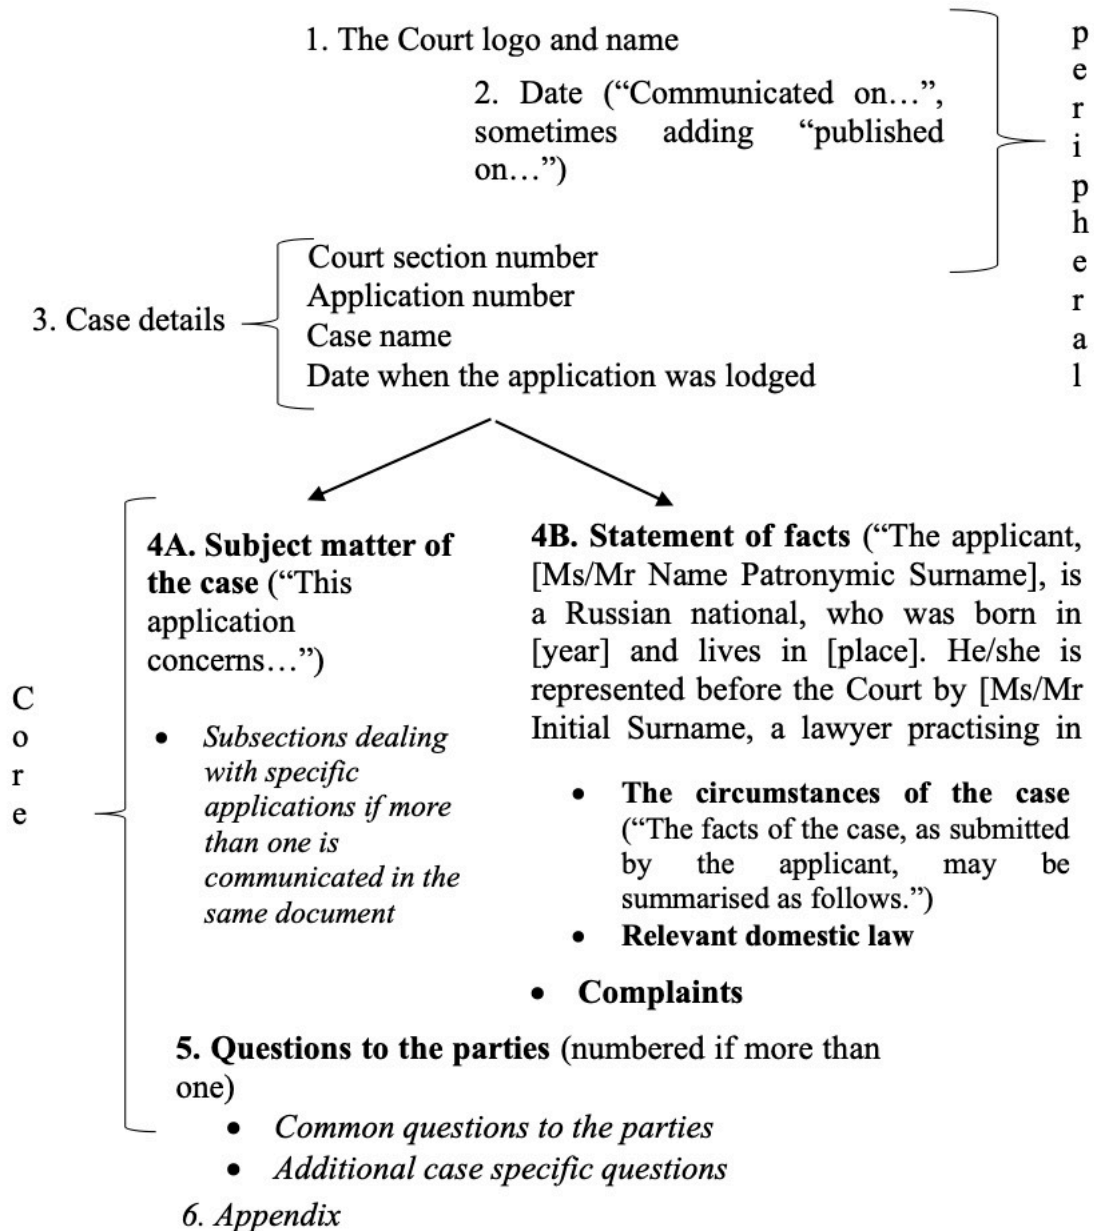 1. The Court logo and name
2. Date (“Communicated on…”,
sometimes adding “published
on…”)
peripheral
Court section number
Application number
3. Case details
Case name
Date when the application was lodged
4A. Subject matter of
the case (“This
application
concerns…”)
• Subsections dealing
with specific
applications if more
than one is
communicated in the
same document
4B. Statement of facts (“The applicant,
[Ms/Mr Name Patronymic Surname], is
a Russian national, who was born in
[year] and lives in [place]. He/she is
represented before the Court by [Ms/Mr
Initial Surname, a lawyer practising in
• The circumstances of the case
(“The facts of the case, as submitted
by the applicant, may be
summarised as follows.”)
• Relevant domestic law
• Complaints
Core
5. Questions to the parties (numbered if more than
one)
• Common questions to the parties
• Additional case specific questions
6. Appendix